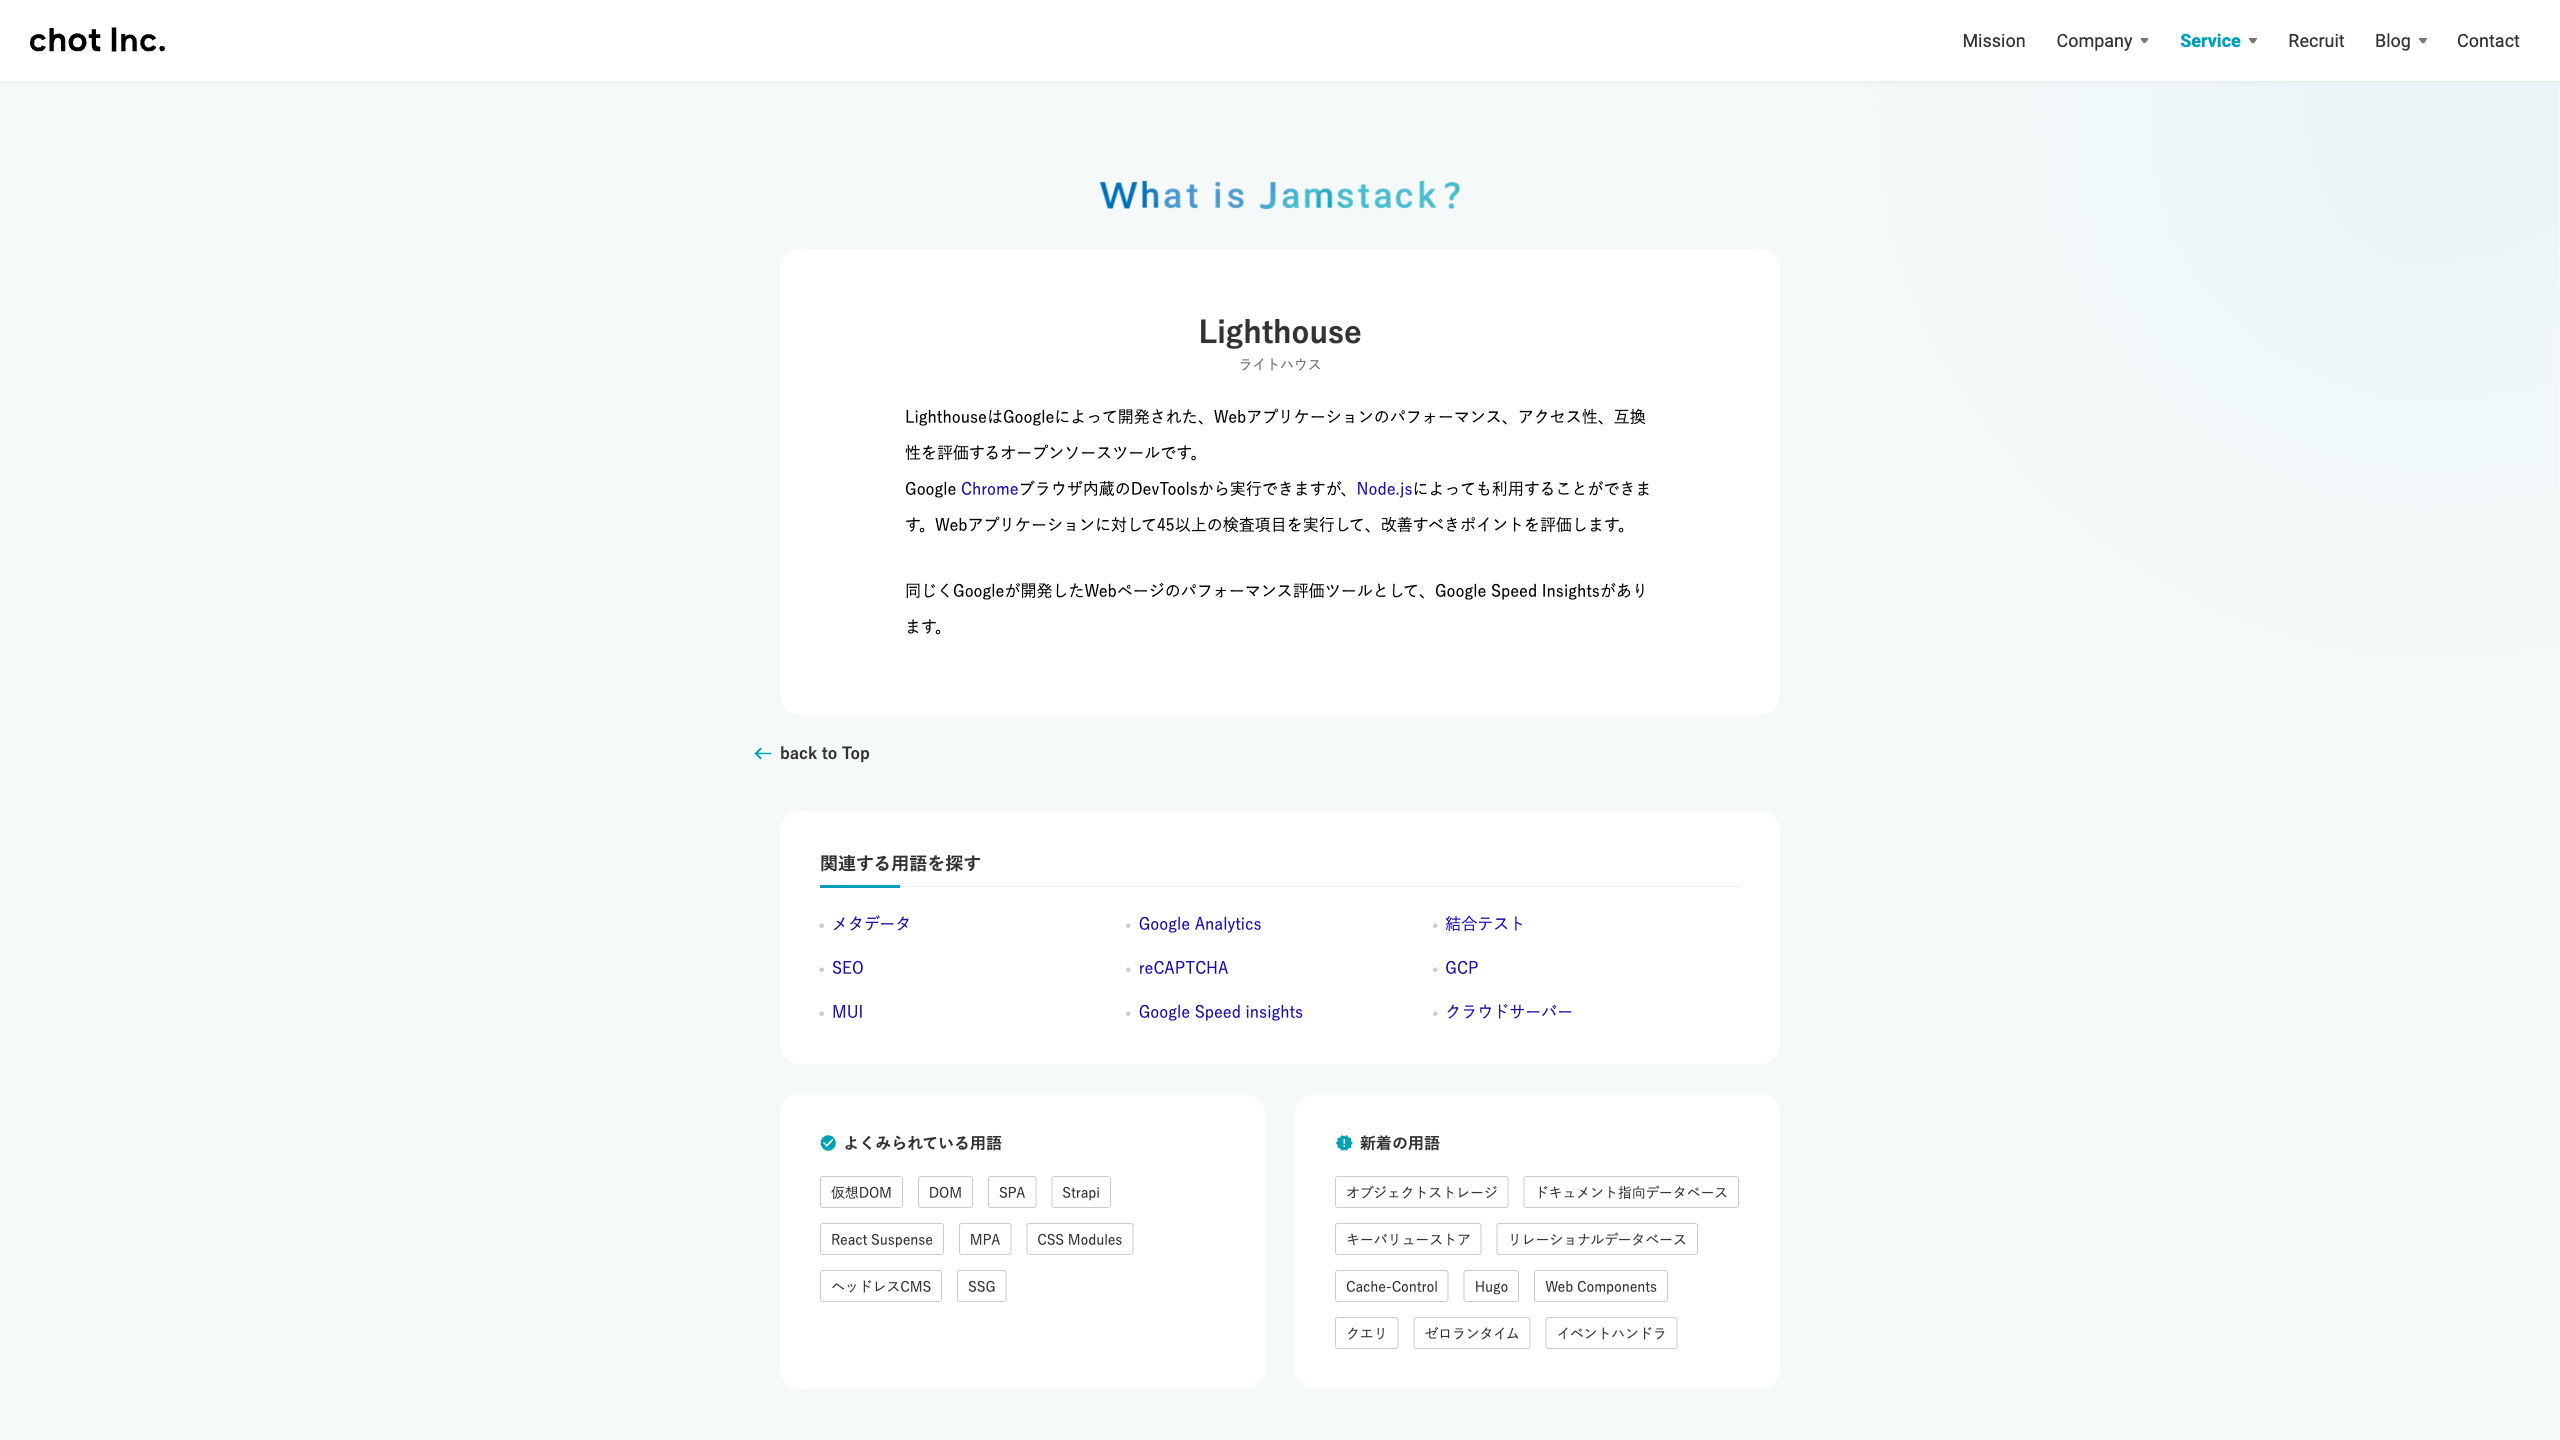 chot Inc.
Mission Company Service Recruit Blog Contact
What is Jamstack?
Lighthouse
ライトハウス
LighthouseはGoogleによって開発された、Webアプリケーションのパフォーマンス、アクセス性、互換
性を評価するオープンソースツールです。
Google Chromeブラウザ内蔵のDevToolsから実行できますが、Node.jsによっても利用することができま
す。Webアプリケーションに対して45以上の検査項目を実行して、改善すべきポイントを評価します。
同じくGoogleが開発したWebページのパフォーマンス評価ツールとして、Google Speed Insightsがあり
ます。
back to Top
関連する用語を探す
メタデータ Google Analytics 結合テスト
SEO reCAPTCHA GCP
MUI Google Speed insights クラウドサーバー
よくみられている用語
仮想DOM DOM SPA Strapi
React Suspense MPA CSS Modules
ヘッドレスCMS SSG
新着の用語
オブジェクトストレージ ドキュメント指向データベース
キーバリューストア リレーショナルデータベース
Cache-Control Hugo Web Components
クエリ ゼロランタイム イベントハンドラ